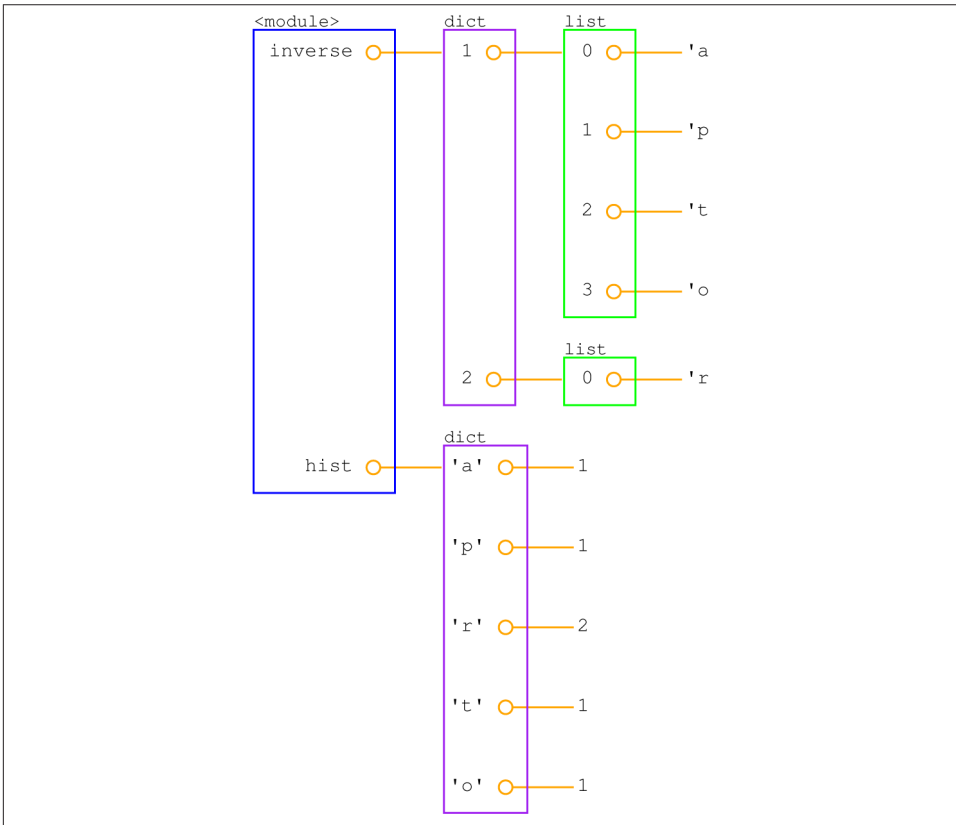 <module> dict list
inverse 1 0 'a
1 'p
2 't
3 'o
list
2 0 'r
dict
hist 'a' 1
'p' 1
'r' 2
't' 1
'o' 1